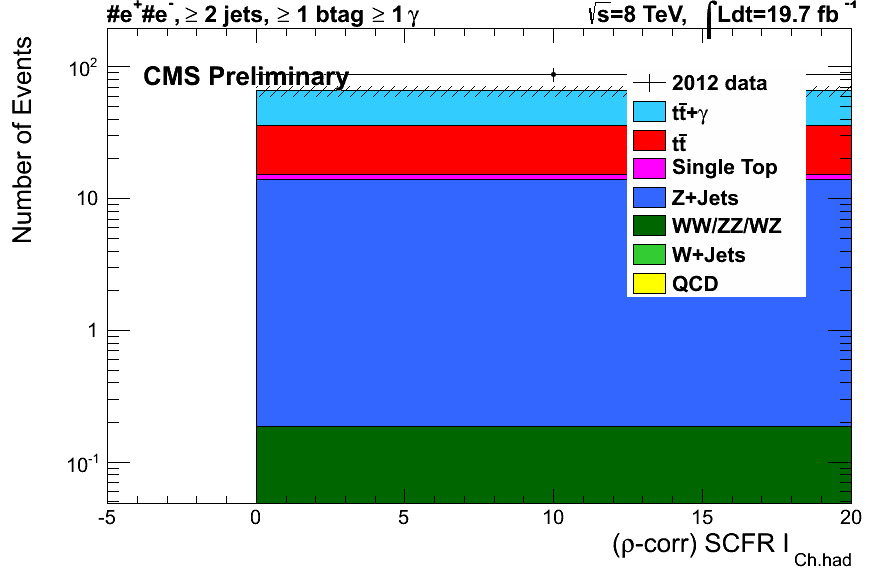 #e⁺#e⁻, ≥ 2 jets, ≥ 1 btag ≥ 1 γ √s=8 TeV, ∫Ldt=19.7 fb⁻¹
CMS Preliminary
2012 data
tt̄+γ
tt̄
Single Top
Z+Jets
WW/ZZ/WZ
W+Jets
QCD
Number of Events
10²
10
1
10⁻¹
-5 0 5 10 15 20
(ρ-corr) SCFR I Ch.had